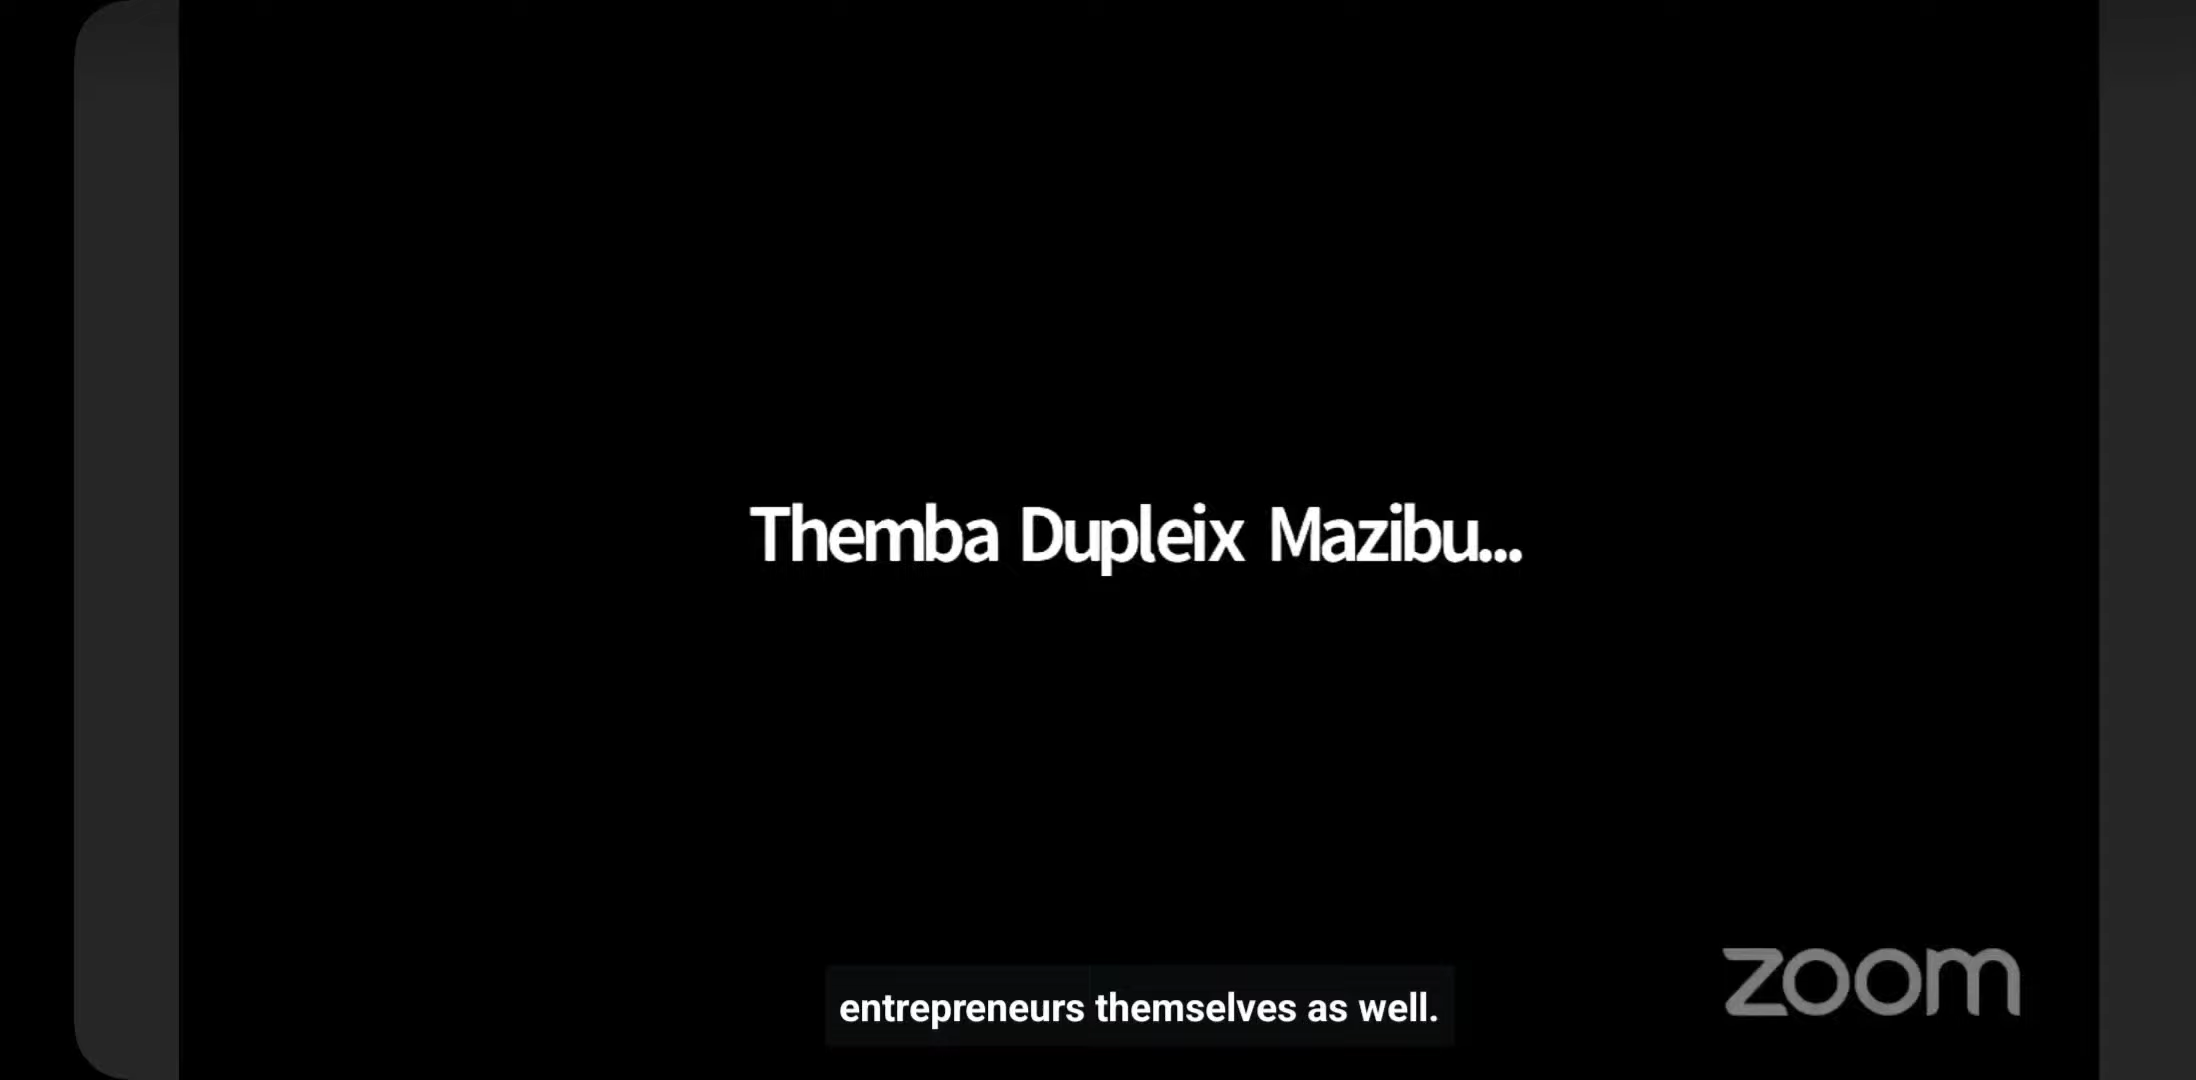 Themba Dupleix Mazibu...
entrepreneurs themselves as well.
zoom